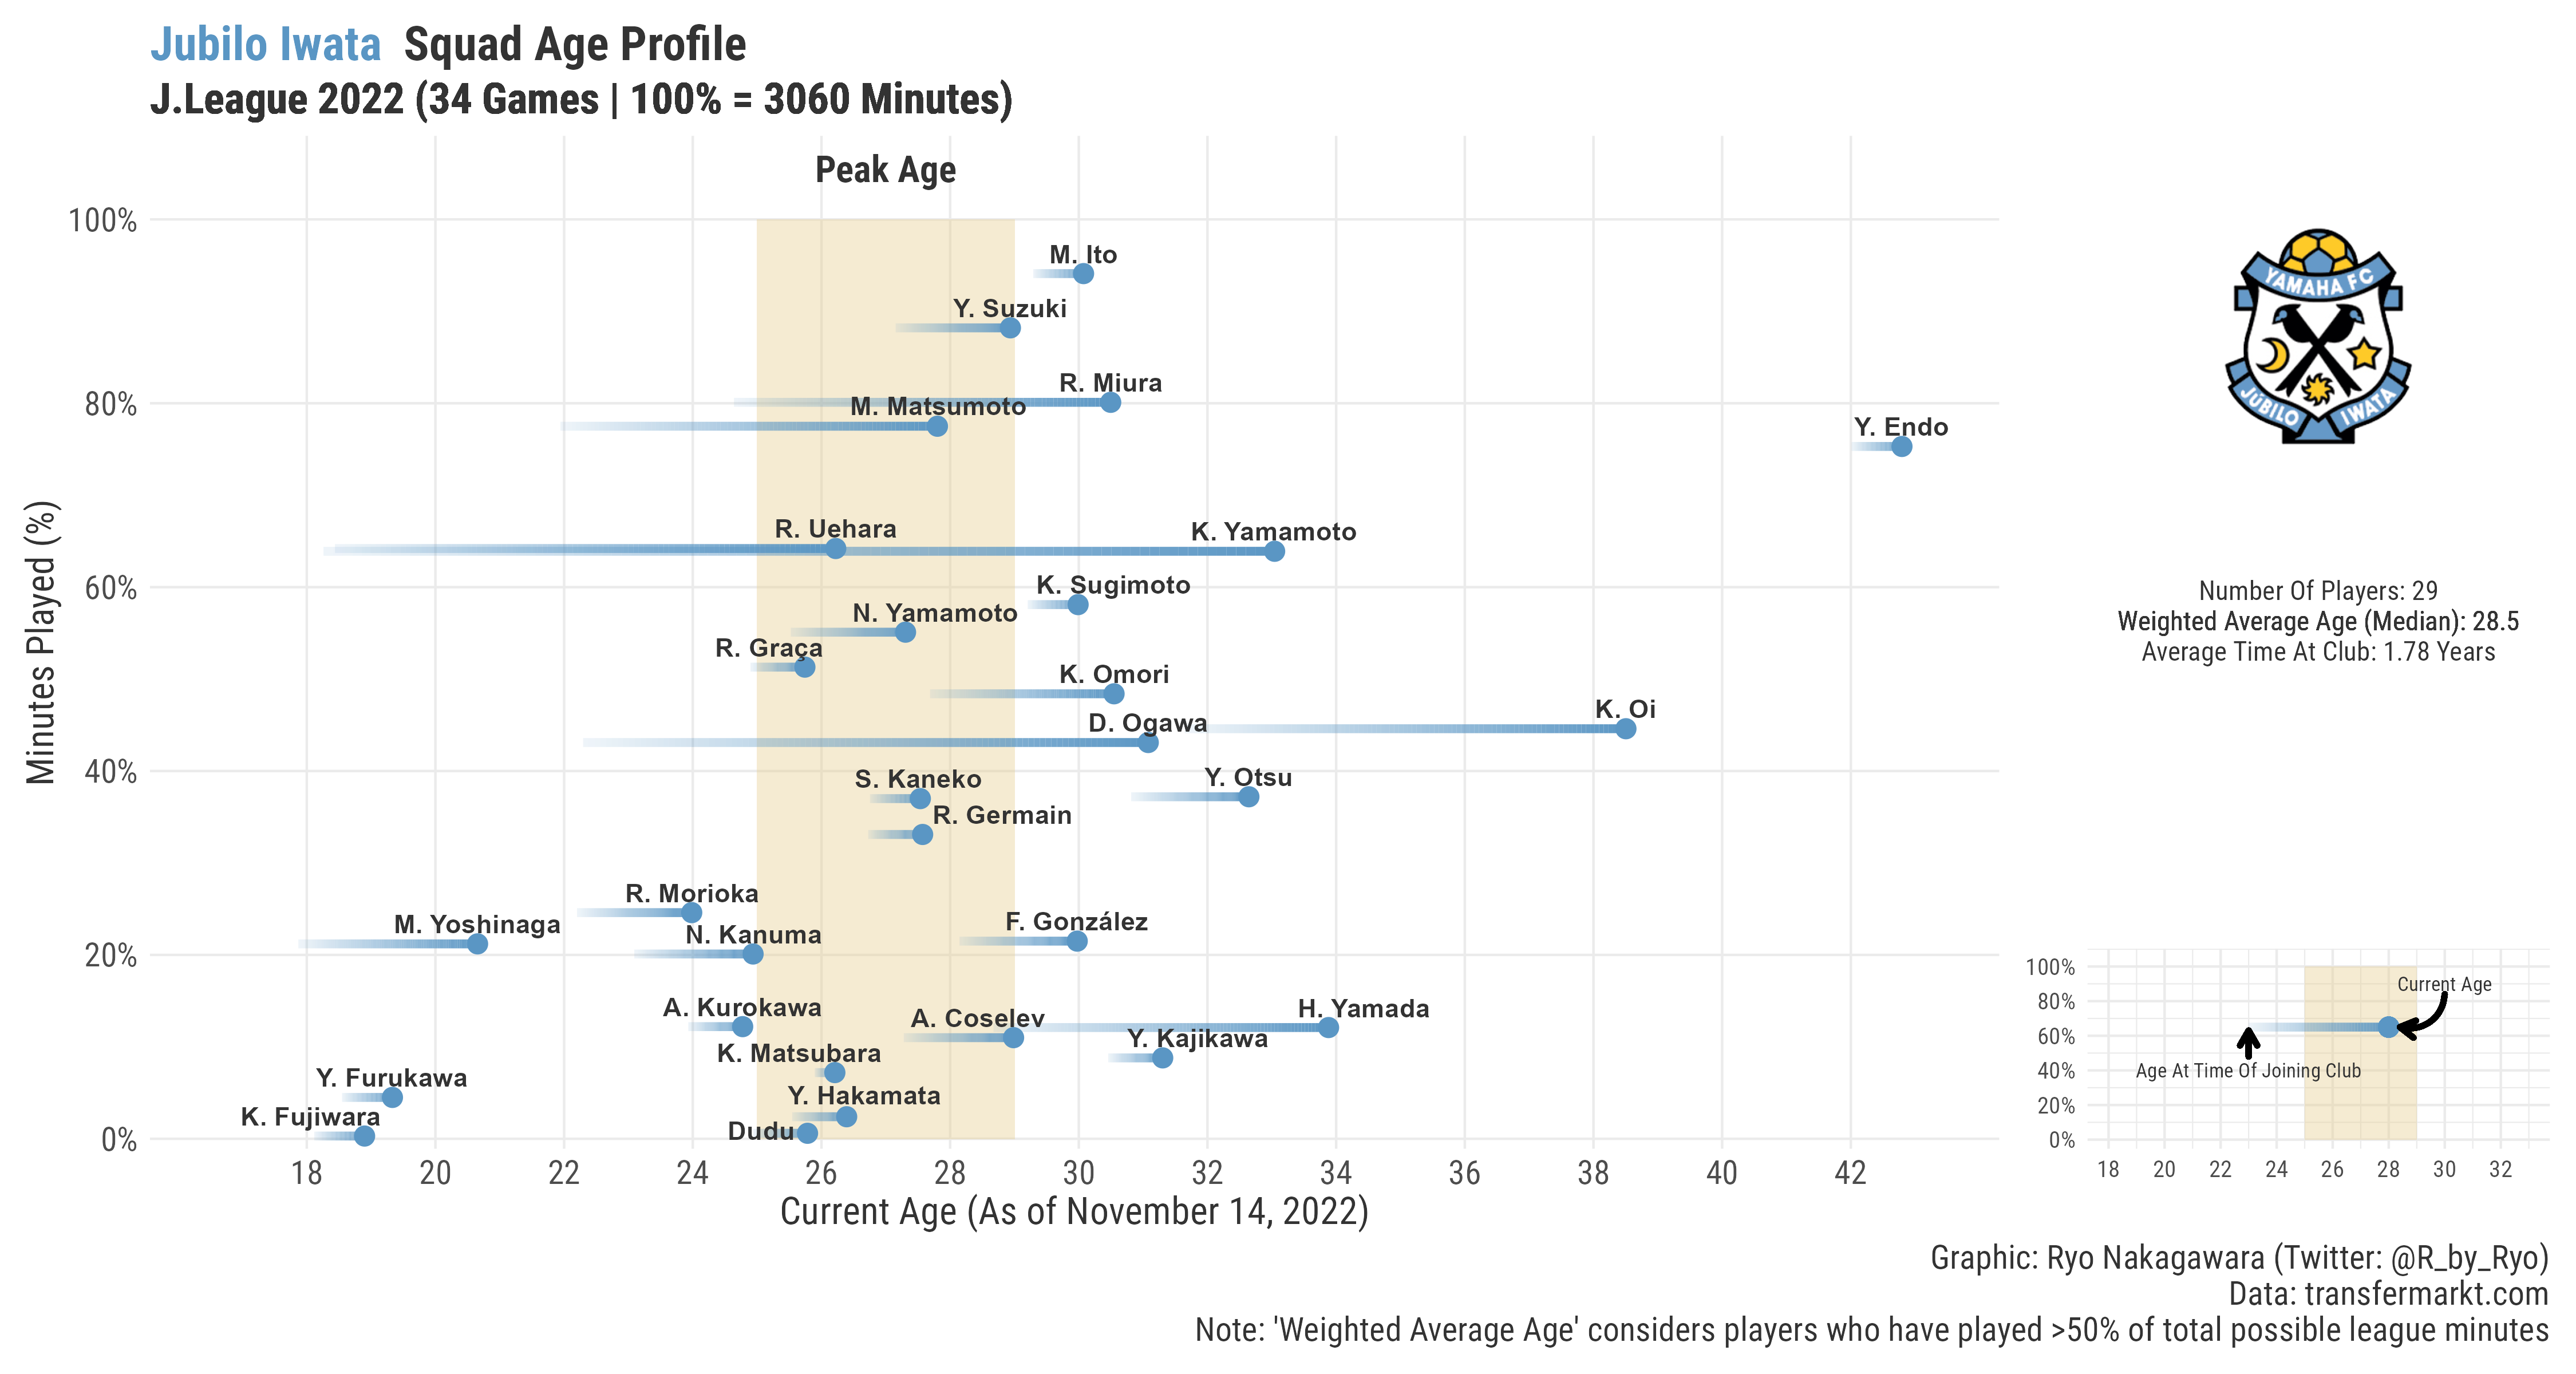 Jubilo Iwata Squad Age Profile
J.League 2022 (34 Games | 100% = 3060 Minutes)
Peak Age
100%
80%
60%
40%
20%
0%
Minutes Played (%)
M. Ito
Y. Suzuki
R. Miura
M. Matsumoto
Y. Endo
R. Uehara
K. Yamamoto
K. Sugimoto
N. Yamamoto
R. Graça
K. Omori
K. Oi
D. Ogawa
S. Kaneko
Y. Otsu
R. Germain
R. Morioka
M. Yoshinaga
F. González
N. Kanuma
A. Kurokawa
A. Coselev
H. Yamada
Y. Kajikawa
K. Matsubara
Y. Furukawa
Y. Hakamata
K. Fujiwara
Dudu
18 20 22 24 26 28 30 32 34 36 38 40 42
Current Age (As of November 14, 2022)
YAMAHA FC
JÚBILO IWATA
Number Of Players: 29
Weighted Average Age (Median): 28.5
Average Time At Club: 1.78 Years
100%
80%
60%
40%
20%
0%
Current Age
Age At Time Of Joining Club
18 20 22 24 26 28 30 32
Graphic: Ryo Nakagawara (Twitter: @R_by_Ryo)
Data: transfermarkt.com
Note: 'Weighted Average Age' considers players who have played >50% of total possible league minutes